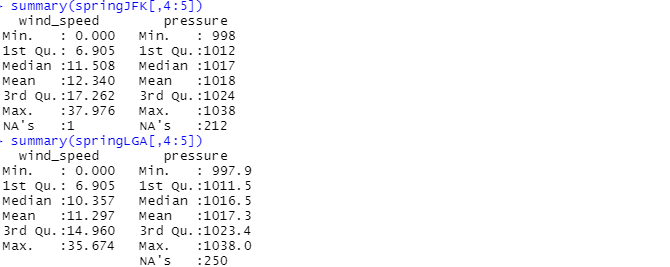 > summary(springJFK[,4:5])
   wind_speed        pressure
 Min.   : 0.000   Min.   : 998
 1st Qu.: 6.905   1st Qu.:1012
 Median :11.508   Median :1017
 Mean   :12.340   Mean   :1018
 3rd Qu.:17.262   3rd Qu.:1024
 Max.   :37.976   Max.   :1038
 NA's   :1        NA's   :212
> summary(springLGA[,4:5])
   wind_speed        pressure
 Min.   : 0.000   Min.   : 997.9
 1st Qu.: 6.905   1st Qu.:1011.5
 Median :10.357   Median :1016.5
 Mean   :11.297   Mean   :1017.3
 3rd Qu.:14.960   3rd Qu.:1023.4
 Max.   :35.674   Max.   :1038.0
                  NA's   :250